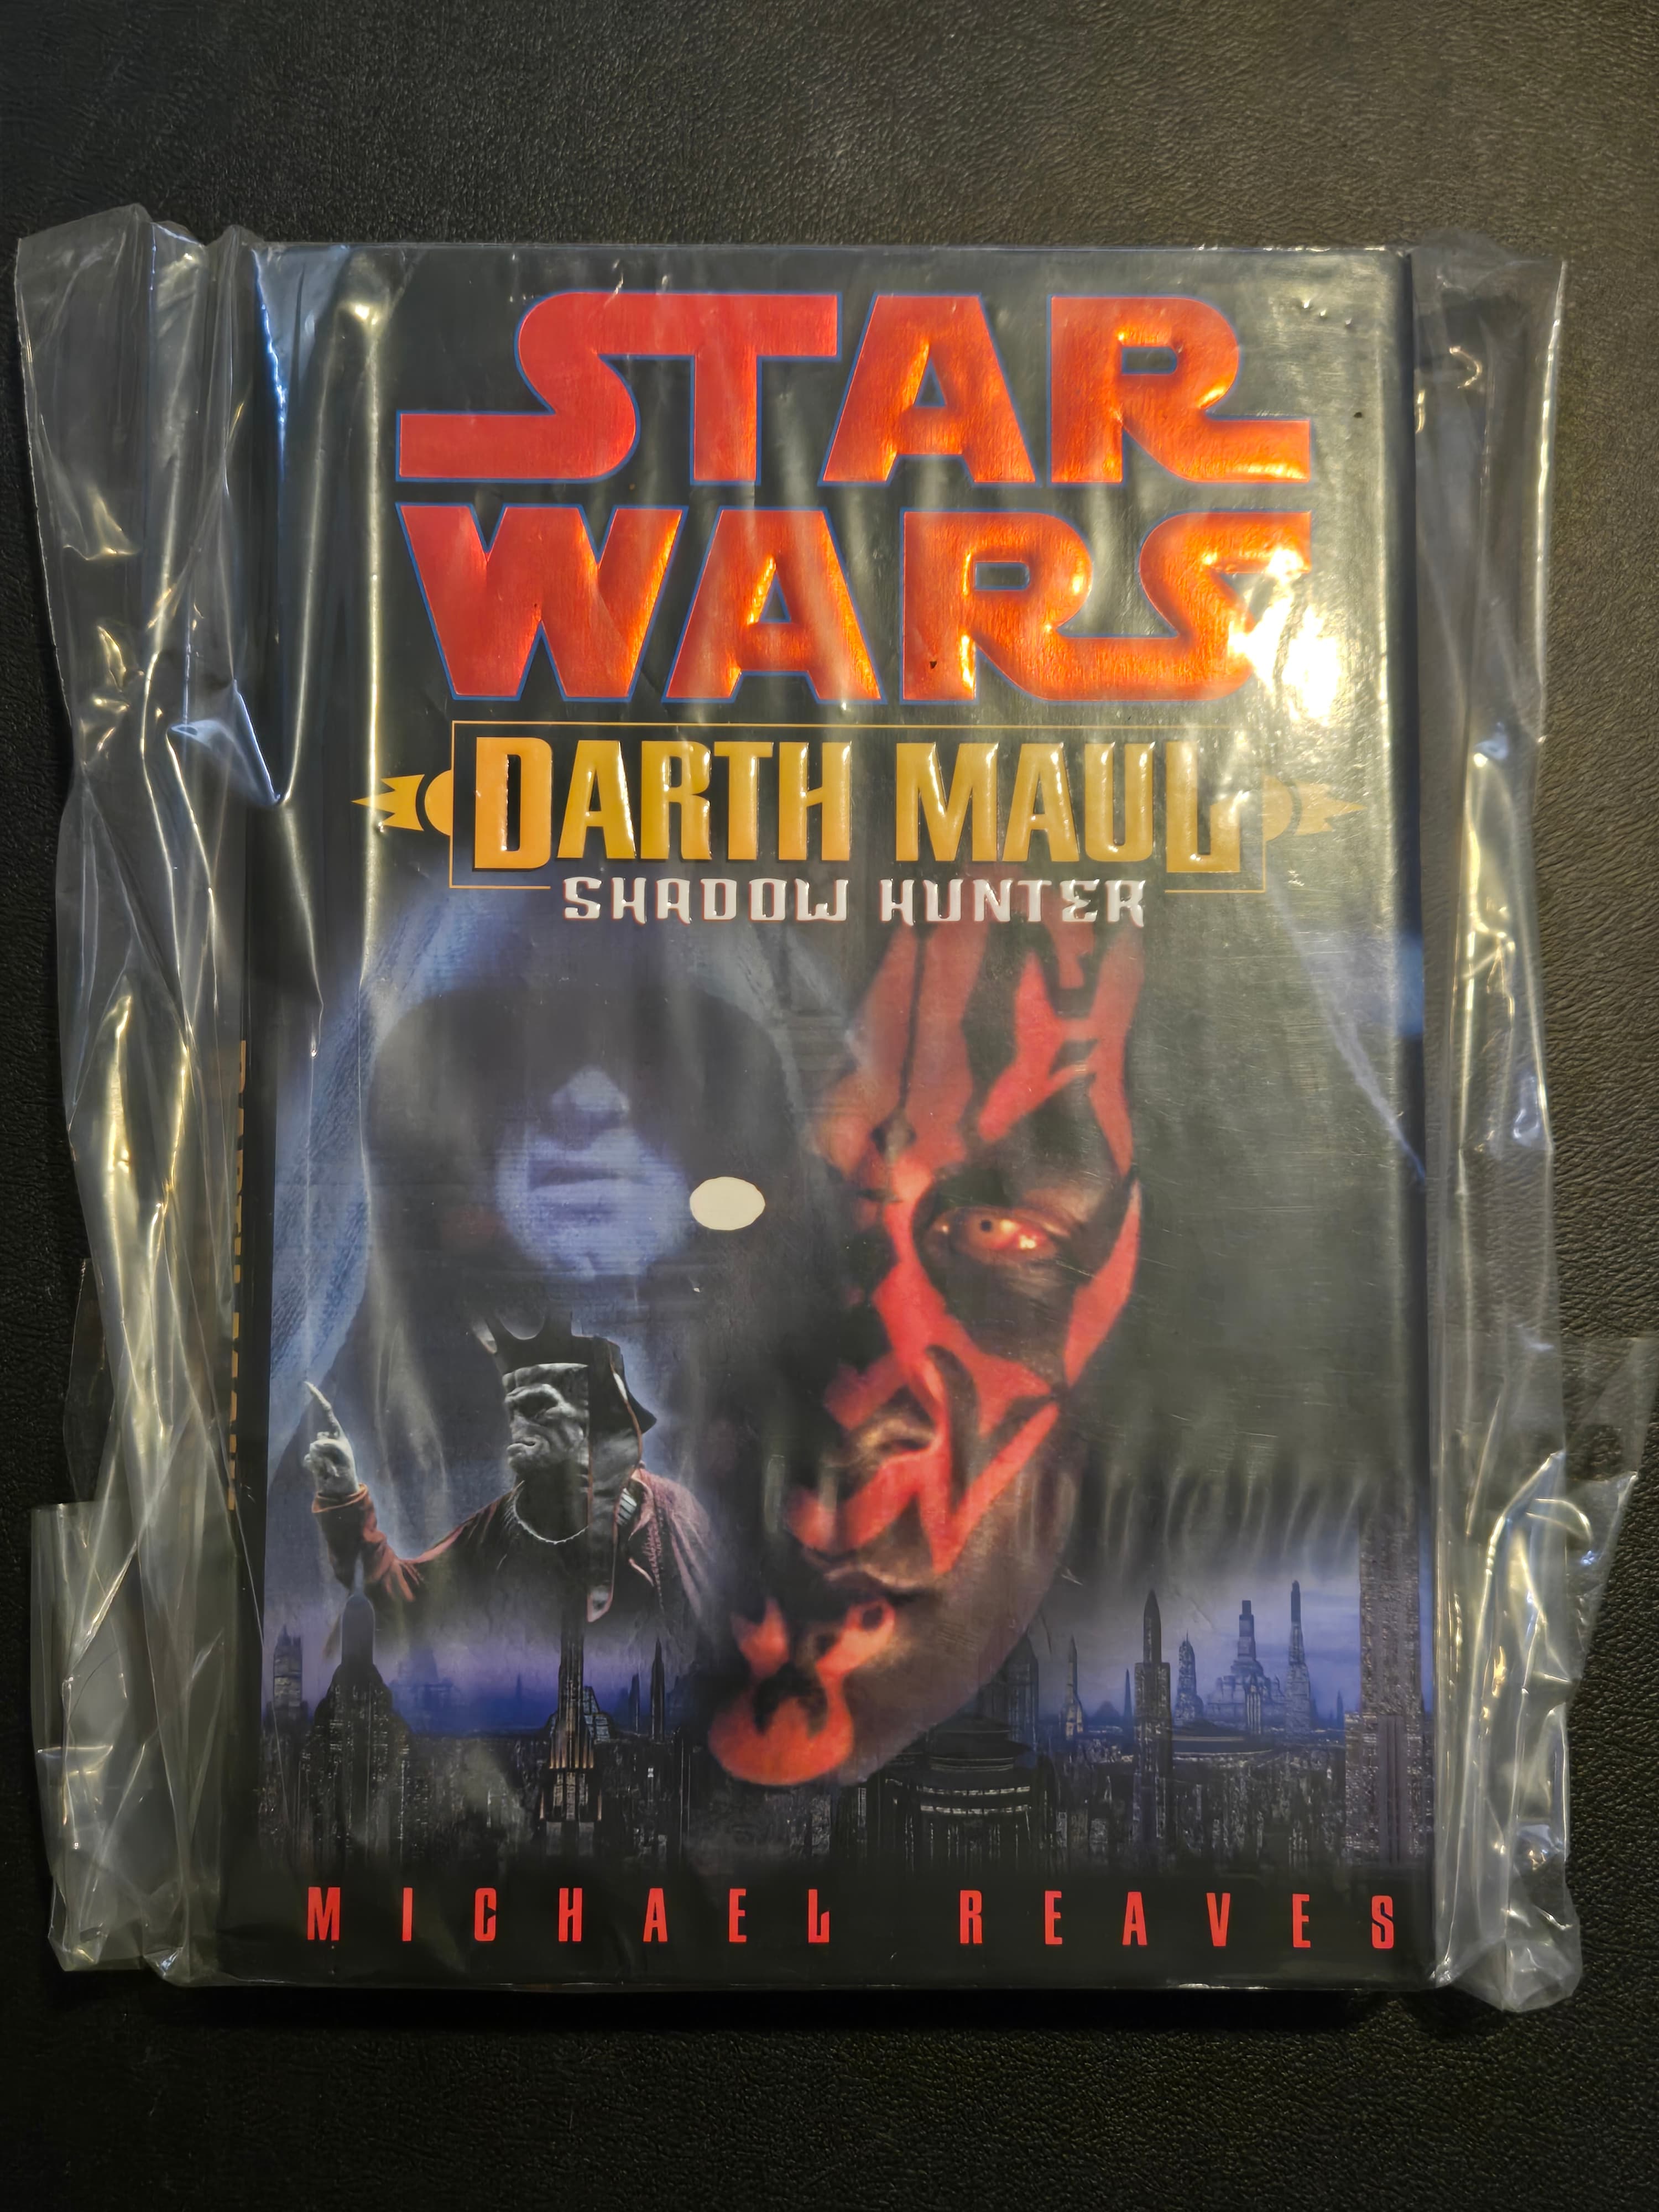 STAR
WARS
DARTH MAUL
SHADOW HUNTER
MICHAEL REAVES